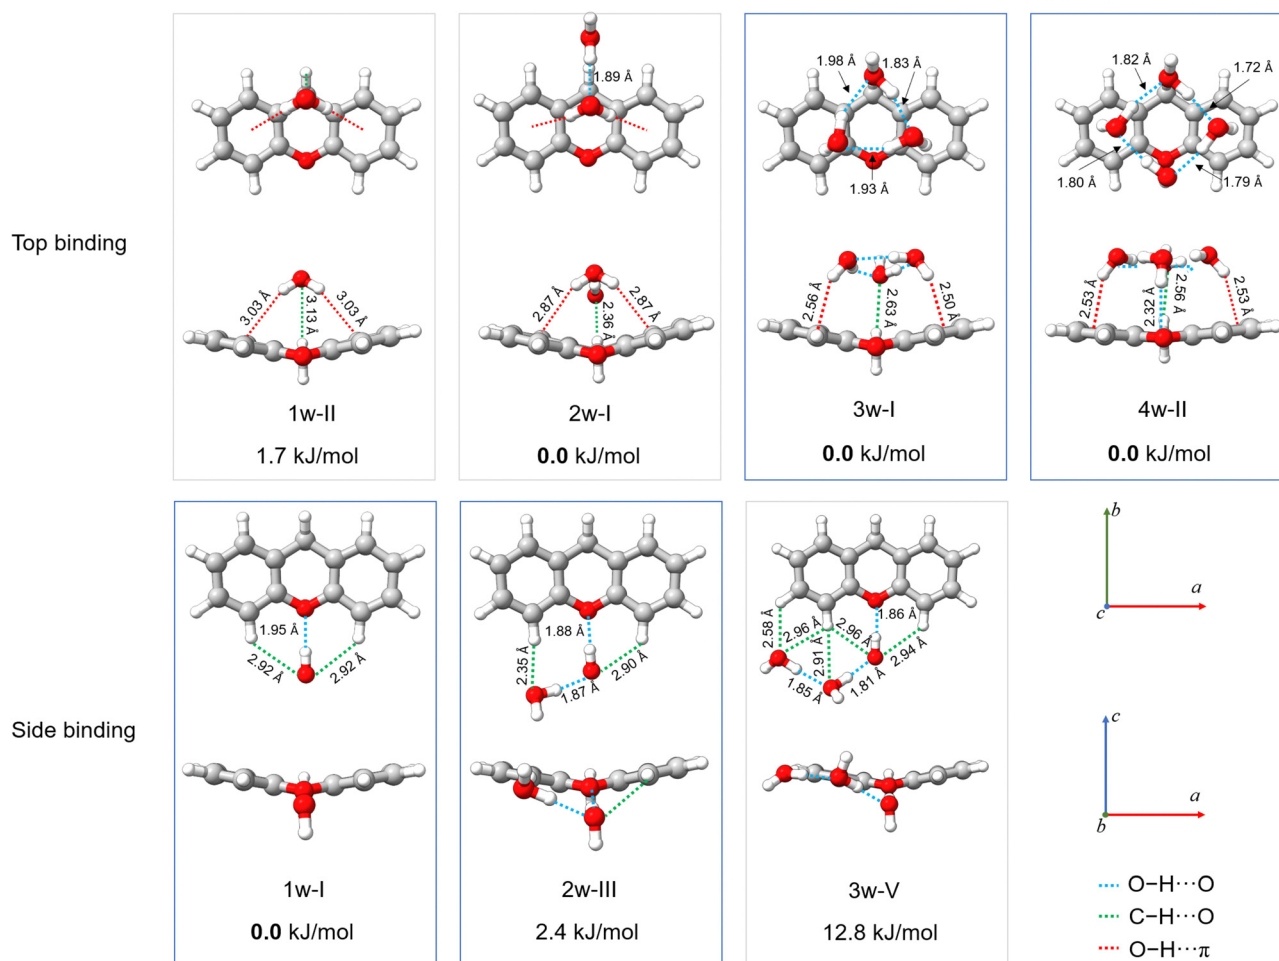 1.89 Å
1.98 Å
1.83 Å
1.93 Å
1.82 Å
1.72 Å
1.80 Å
1.79 Å
Top binding
3.03 Å
3.13 Å
3.03 Å
2.87 Å
2.36 Å
2.87 Å
2.56 Å
2.63 Å
2.50 Å
2.53 Å
2.32 Å
2.56 Å
2.53 Å
1w-II
2w-I
3w-I
4w-II
1.7 kJ/mol
0.0 kJ/mol
0.0 kJ/mol
0.0 kJ/mol
1.95 Å
2.92 Å
2.92 Å
1.88 Å
2.35 Å
1.87 Å
2.90 Å
1.86 Å
2.58 Å
2.96 Å
2.96 Å
2.91 Å
2.94 Å
1.85 Å
1.81 Å
b
c
a
Side binding
c
b
a
1w-I
2w-III
3w-V
0.0 kJ/mol
2.4 kJ/mol
12.8 kJ/mol
O−H···O
C−H···O
O−H···π